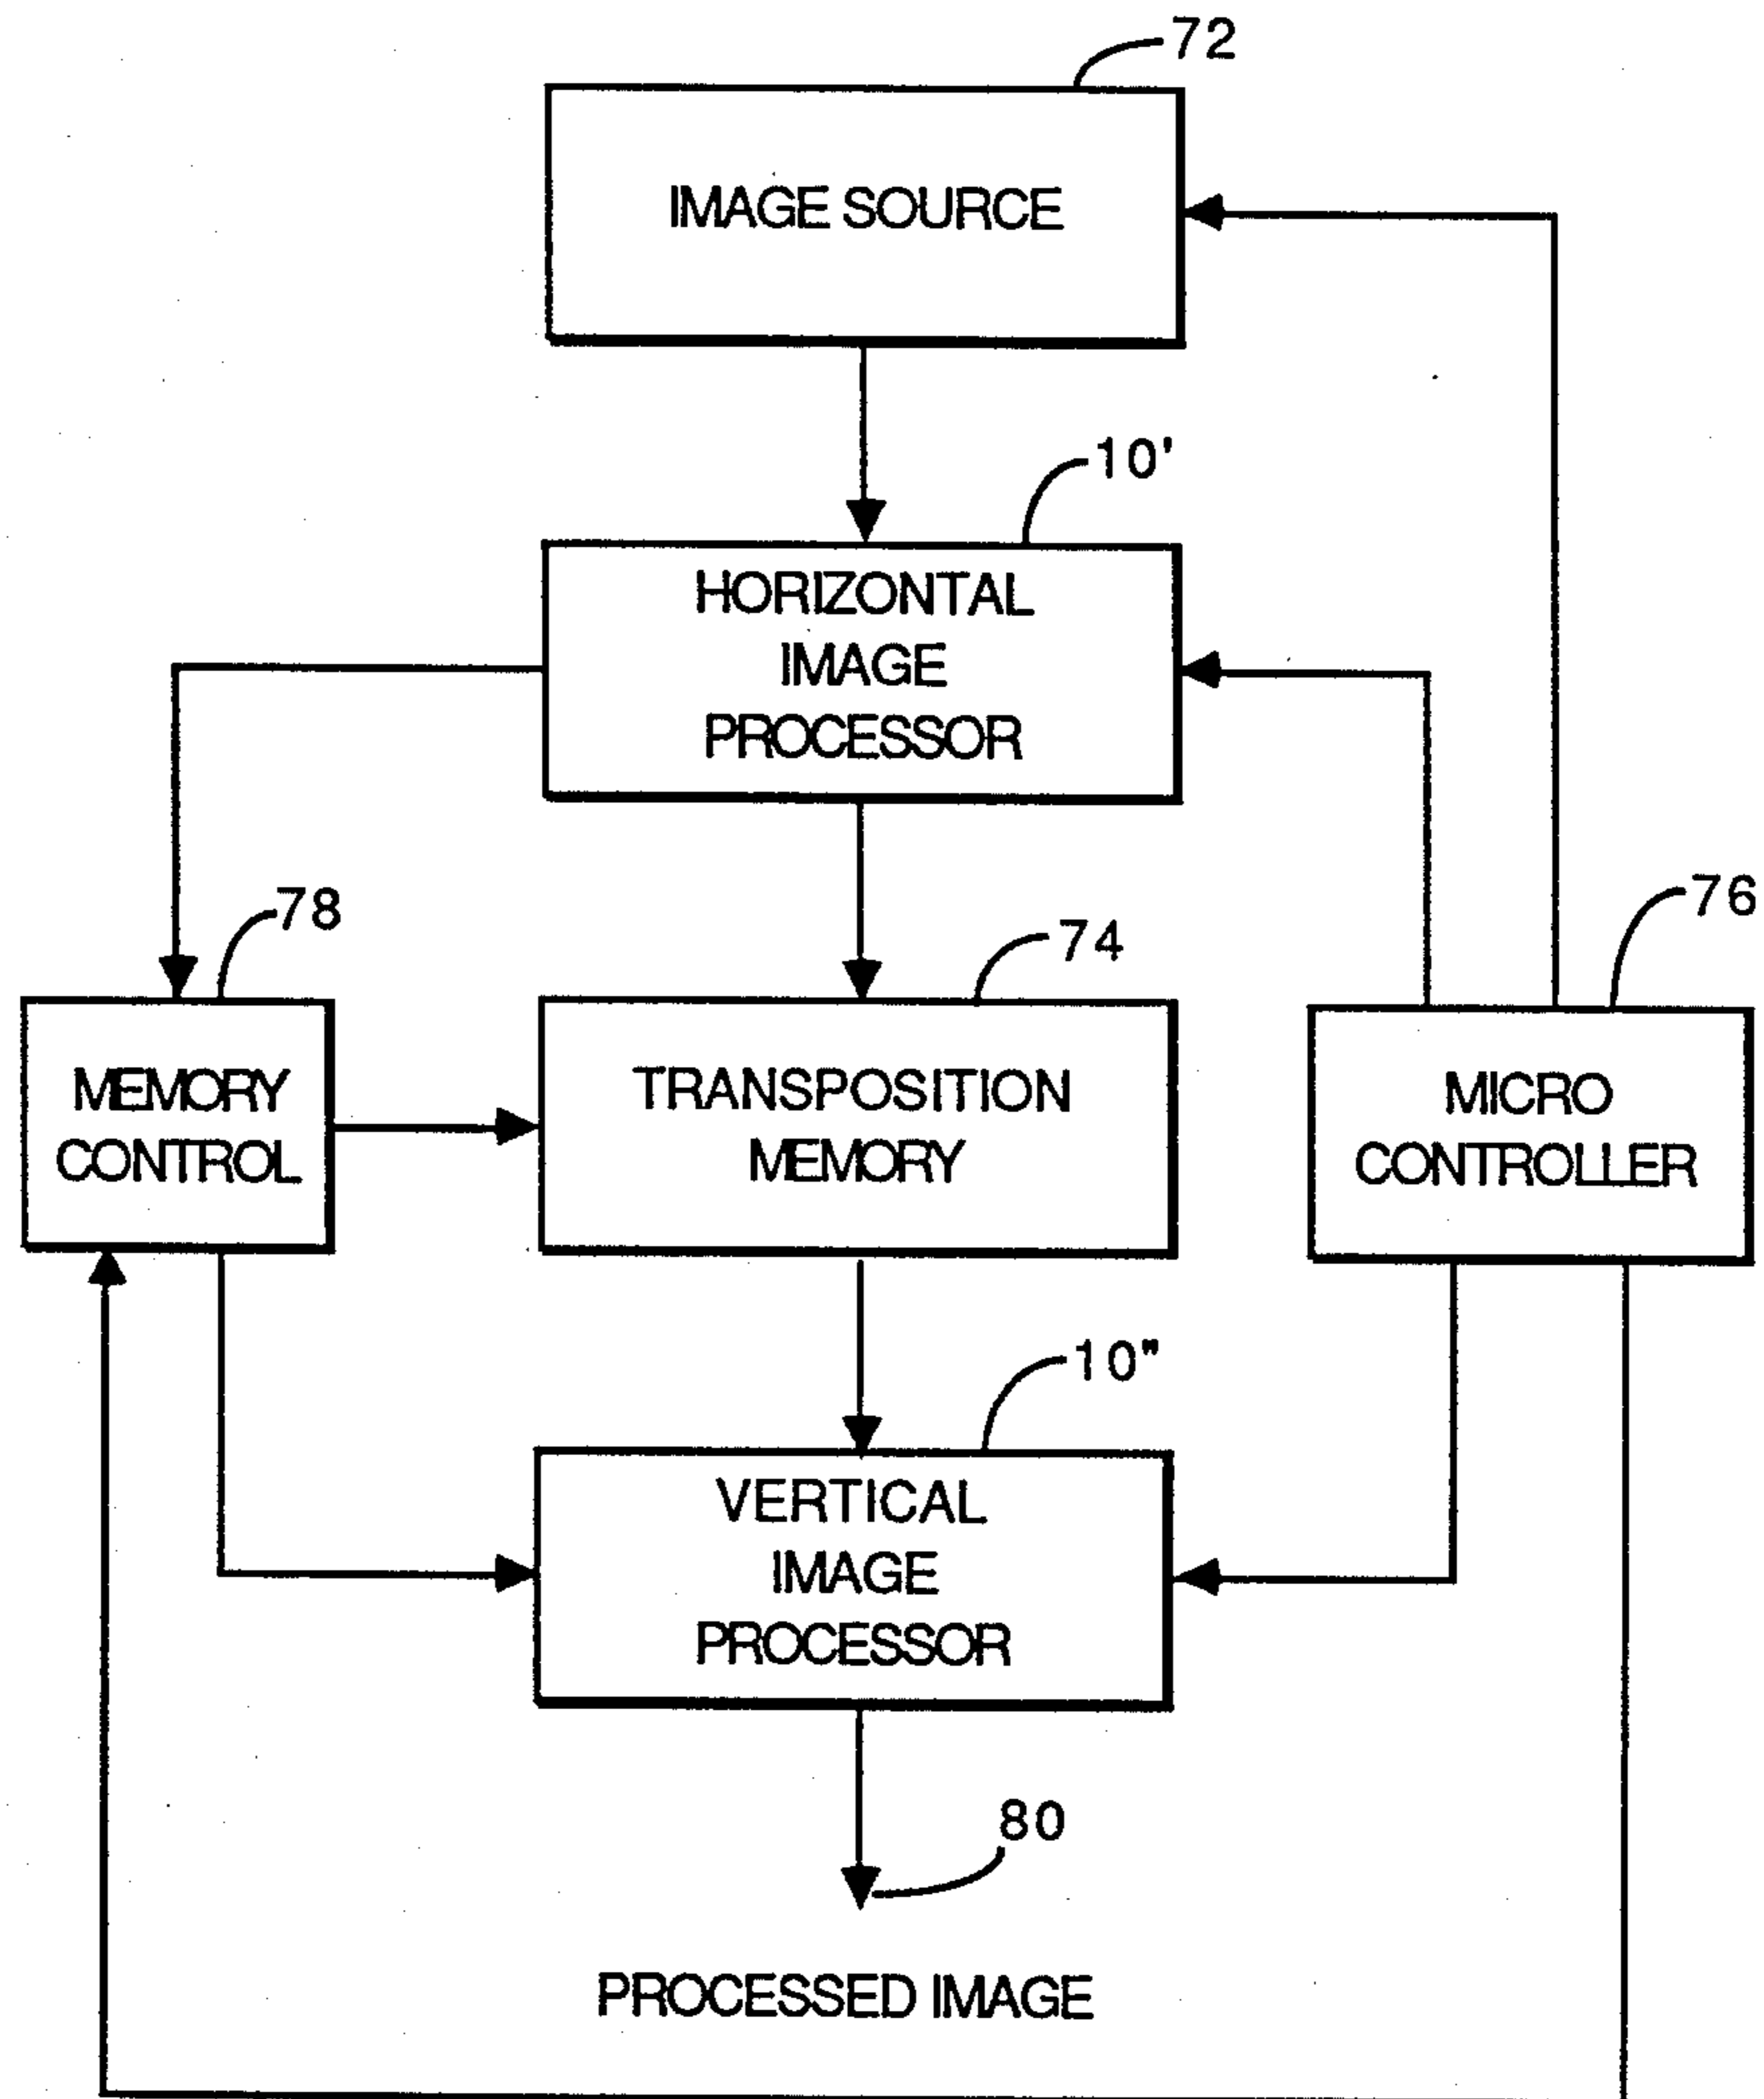 72
IMAGE SOURCE
10'
HORIZONTAL
IMAGE
PROCESSOR
78
74
76
MEMORY
CONTROL
TRANSPOSITION
MEMORY
MICRO
CONTROLLER
10"
VERTICAL
IMAGE
PROCESSOR
80
PROCESSED IMAGE